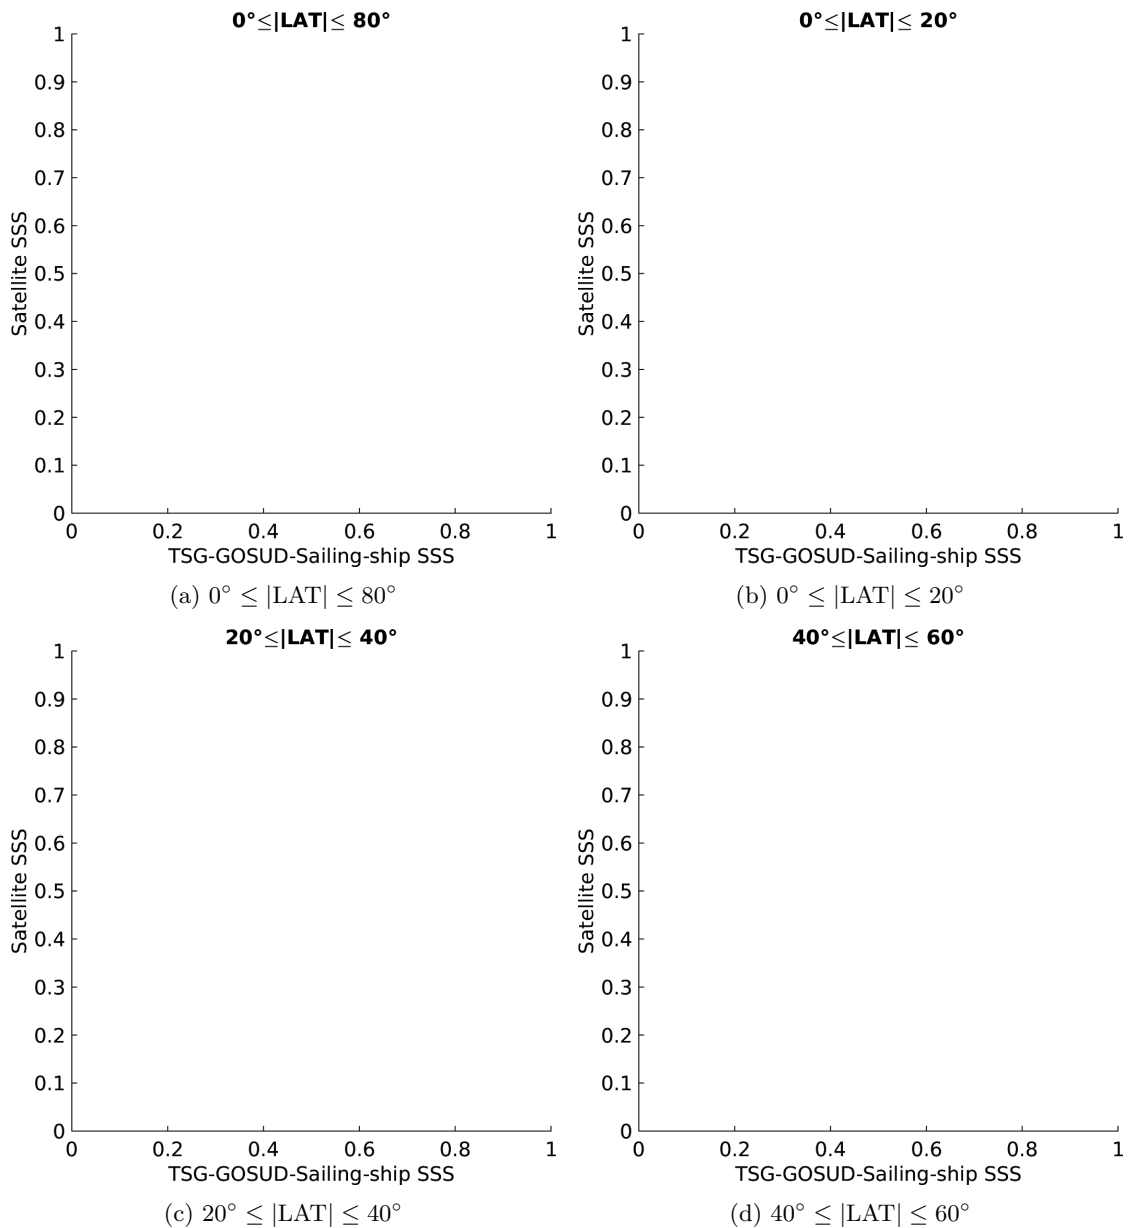 0°≤|LAT|≤ 80°
1
0.9
0.8
0.7
0.6
0.5
0.4
0.3
0.2
0.1
0
Satellite SSS
0 0.2 0.4 0.6 0.8 1
TSG-GOSUD-Sailing-ship SSS
(a) 0° ≤ |LAT| ≤ 80°
0°≤|LAT|≤ 20°
1
0.9
0.8
0.7
0.6
0.5
0.4
0.3
0.2
0.1
0
Satellite SSS
0 0.2 0.4 0.6 0.8 1
TSG-GOSUD-Sailing-ship SSS
(b) 0° ≤ |LAT| ≤ 20°
20°≤|LAT|≤ 40°
1
0.9
0.8
0.7
0.6
0.5
0.4
0.3
0.2
0.1
0
Satellite SSS
0 0.2 0.4 0.6 0.8 1
TSG-GOSUD-Sailing-ship SSS
(c) 20° ≤ |LAT| ≤ 40°
40°≤|LAT|≤ 60°
1
0.9
0.8
0.7
0.6
0.5
0.4
0.3
0.2
0.1
0
Satellite SSS
0 0.2 0.4 0.6 0.8 1
TSG-GOSUD-Sailing-ship SSS
(d) 40° ≤ |LAT| ≤ 60°